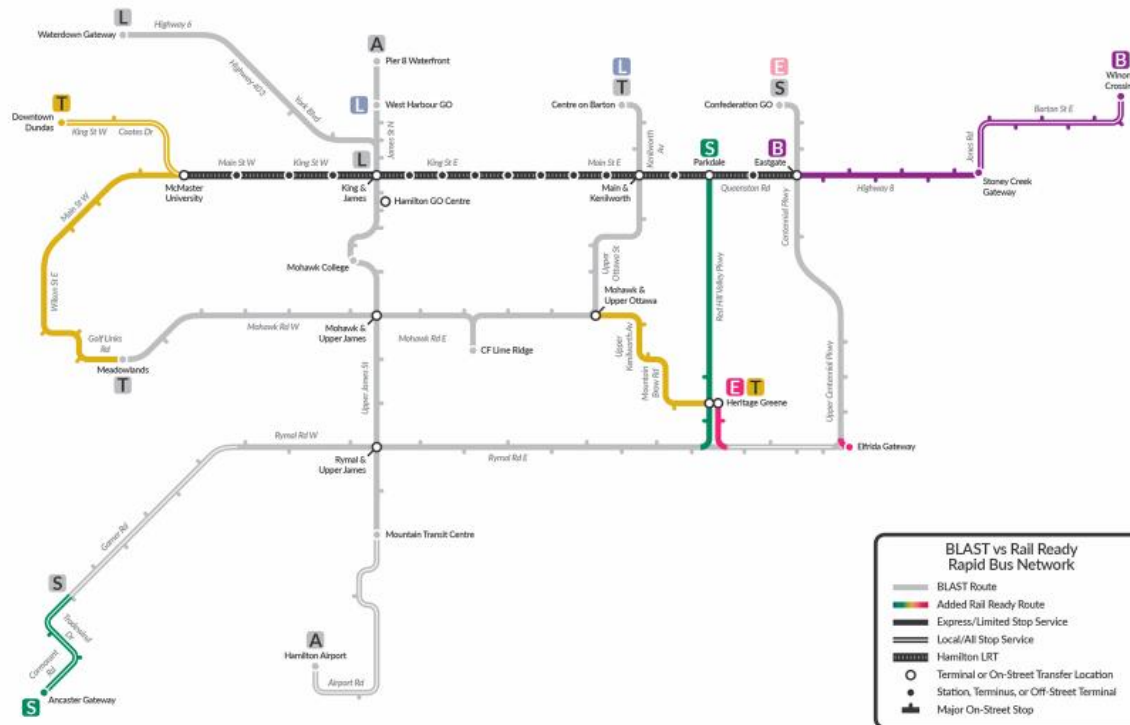 L
Highway 6
Waterdown Gateway
A
Pier 8 Waterfront
Highway 403
York Blvd
L
West Harbour GO
James St N
L
T
Centre on Barton
Kenilworth
Av
E
S
Confederation GO
B
Winona
Crossing
Barton St E
Jones Rd
T
Downtown
Dundas
King St W
Cootes Dr
McMaster
University
Main St W
King St W
L
King &
James
King St E
Main St E
Main &
Kenilworth
S
Parkdale
Queenston Rd
B
Eastgate
Highway 8
Stoney Creek
Gateway
Hamilton GO Centre
Main St W
Wilson St E
Golf Links
Rd
Meadowlands
T
Mohawk College
Mohawk Rd W
Mohawk &
Upper James
Mohawk Rd E
CF Lime Ridge
Upper
Ottawa St
Mohawk &
Upper Ottawa
Upper
Kenilworth Av
Mountain
Brow Rd
Red Hill Valley Pkwy
Centennial Pkwy
Upper Centennial Pkwy
E
T
Heritage Greene
Elfrida Gateway
Upper James St
Rymal Rd W
Rymal &
Upper James
Rymal Rd E
Garner Rd
Mountain Transit Centre
S
Tradewind
Dr
Cormorant
Rd
S
Ancaster Gateway
A
Hamilton Airport
Airport Rd
BLAST vs Rail Ready
Rapid Bus Network
BLAST Route
Added Rail Ready Route
Express/Limited Stop Service
Local/All Stop Service
Hamilton LRT
Terminal or On-Street Transfer Location
Station, Terminus, or Off-Street Terminal
Major On-Street Stop